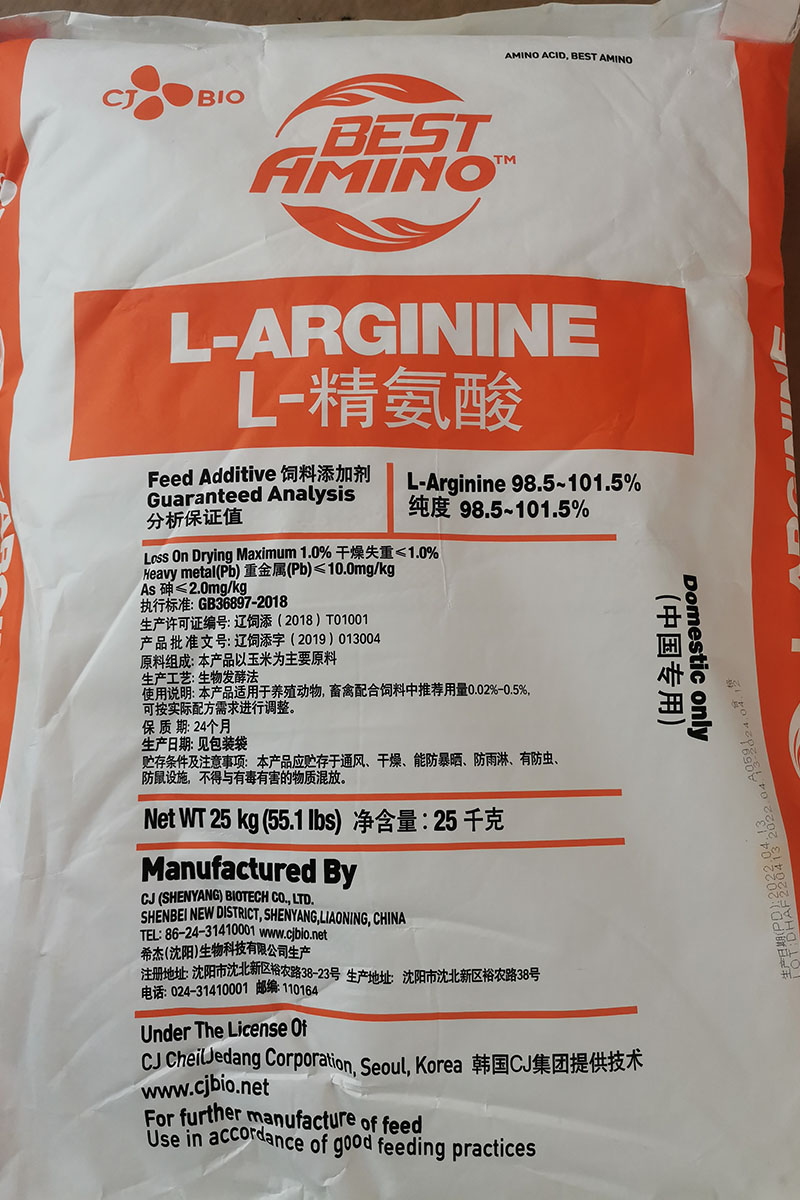 AMINO ACID, BEST AMINO
CJ BIO
BEST
AMINO™
L-ARGININE
L-精氨酸
Feed Additive 饲料添加剂
Guaranteed Analysis
分析保证值
L-Arginine 98.5~101.5%
纯度 98.5~101.5%
Loss On Drying Maximum 1.0% 干燥失重≤1.0%
Heavy metal(Pb) 重金属(Pb)≤10.0mg/kg
As 砷≤2.0mg/kg
执行标准: GB36897-2018
生产许可证编号: 辽饲添（2018）T01001
产品批准文号: 辽饲添字（2019）013004
原料组成: 本产品以玉米为主要原料
生产工艺: 生物发酵法
使用说明: 本产品适用于养殖动物, 畜禽配合饲料中推荐用量0.02%-0.5%,
可按实际配方需求进行调整。
保质期: 24个月
生产日期: 见包装袋
贮存条件及注意事项: 本产品应贮存于通风、干燥、能防暴晒、防雨淋、有防虫、
防鼠设施, 不得与有毒有害的物质混放。
Domestic only
(中国专用)
Net WT 25 kg (55.1 lbs) 净含量: 25 千克
Manufactured By
CJ (SHENYANG) BIOTECH CO., LTD.
SHENBEI NEW DISTRICT, SHENYANG,LIAONING, CHINA
TEL: 86-24-31410001 www.cjbio.net
希杰(沈阳)生物科技有限公司生产
注册地址: 沈阳市沈北新区裕农路38-23号 生产地址: 沈阳市沈北新区裕农路38号
电话: 024-31410001 邮编: 110164
Under The License Of
CJ CheilJedang Corporation, Seoul, Korea 韩国CJ集团提供技术
www.cjbio.net
For further manufacture of feed
Use in accordance of good feeding practices
生产日期(PD):2022.04.13
LOT:DHAF220413 2022.04.13-2024.04.12
A0591
L-ARGININE